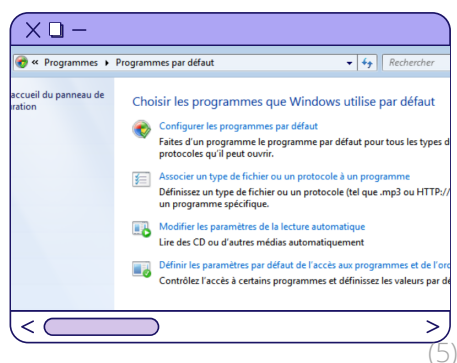 « Programmes ▸ Programmes par défaut
Rechercher
accueil du panneau de
Choisir les programmes que Windows utilise par défaut
Configurer les programmes par défaut
Faites d'un programme le programme par défaut pour tous les types d
protocoles qu'il peut ouvrir.
Associer un type de fichier ou un protocole à un programme
Définissez un type de fichier ou un protocole (tel que .mp3 ou HTTP://
un programme spécifique.
Modifier les paramètres de la lecture automatique
Lire des CD ou d'autres médias automatiquement
Définir les paramètres par défaut de l'accès aux programmes et de l'ord
Contrôlez l'accès à certains programmes et définissez les valeurs par dé
(5)